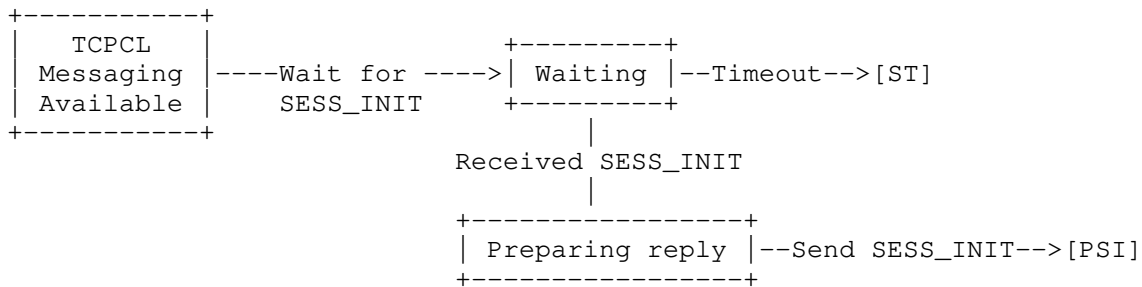 +-----------+
|   TCPCL   |                 +---------+
| Messaging |----Wait for ---->| Waiting |--Timeout-->[ST]
| Available |    SESS_INIT     +---------+
+-----------+                       |
                          Received SESS_INIT
                                    |
                          +-----------------+
                          | Preparing reply |--Send SESS_INIT-->[PSI]
                          +-----------------+